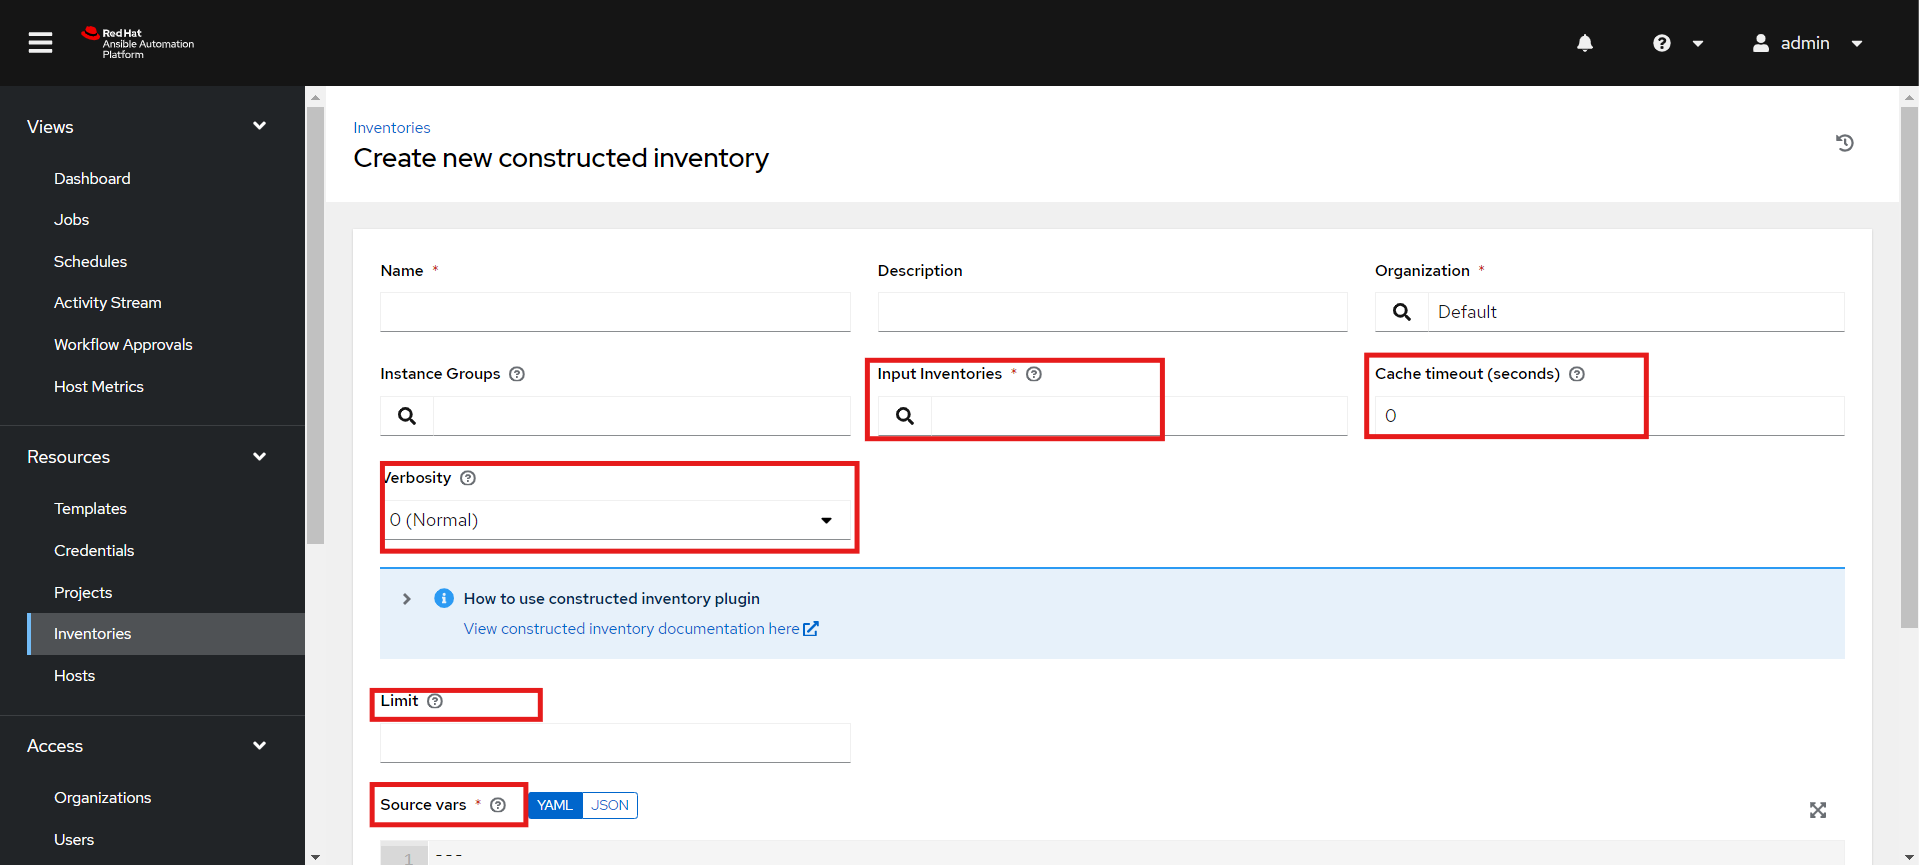 Red Hat
Ansible Automation
Platform
admin
Views
Dashboard
Jobs
Schedules
Activity Stream
Workflow Approvals
Host Metrics
Resources
Templates
Credentials
Projects
Inventories
Hosts
Access
Organizations
Users
Inventories
Create new constructed inventory
Name *
Description
Organization *
Default
Instance Groups
Input Inventories *
Cache timeout (seconds)
0
Verbosity
0 (Normal)
How to use constructed inventory plugin
View constructed inventory documentation here
Limit
Source vars * YAML JSON
1 ---